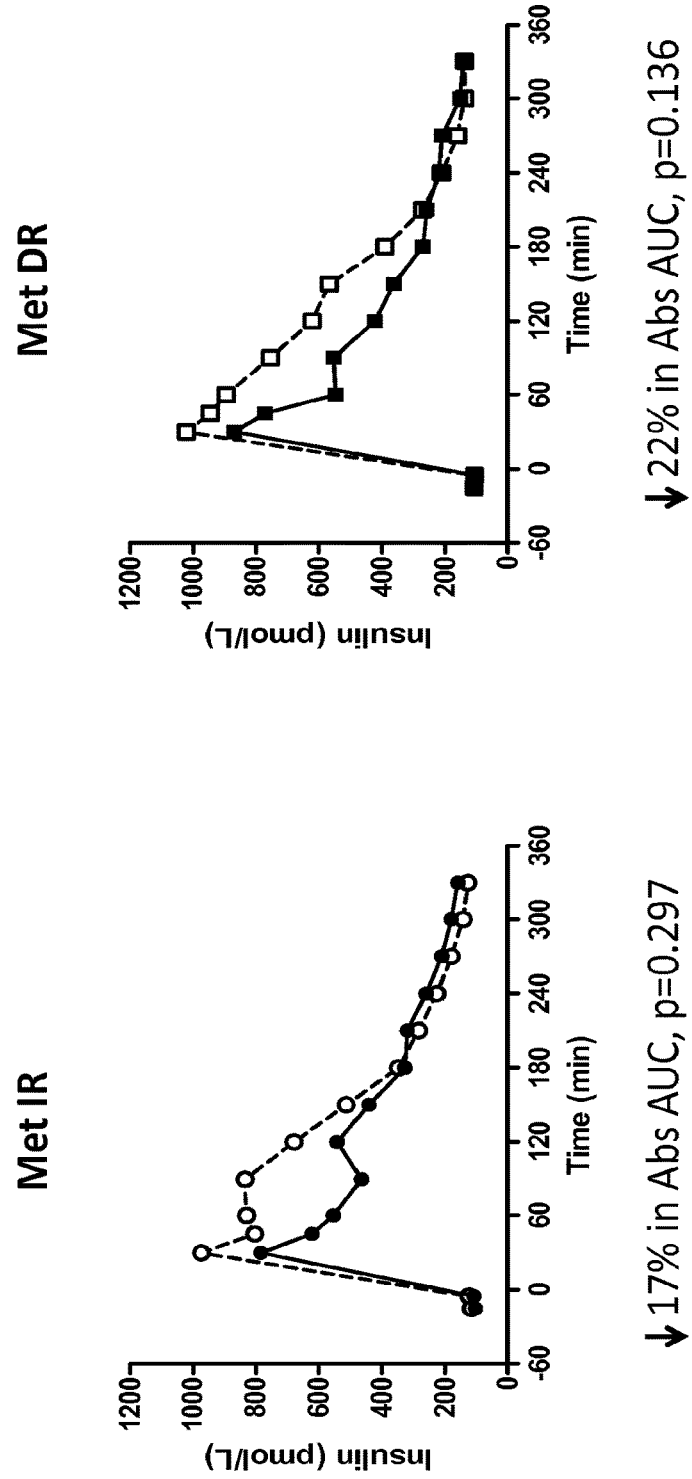 Met IR
1200
1000
800
600
400
200
0
Insulin (pmol/L)
-60 0 60 120 180 240 300 360
Time (min)
↓17% in Abs AUC, p=0.297
Met DR
1200
1000
800
600
400
200
0
Insulin (pmol/L)
-60 0 60 120 180 240 300 360
Time (min)
↓22% in Abs AUC, p=0.136